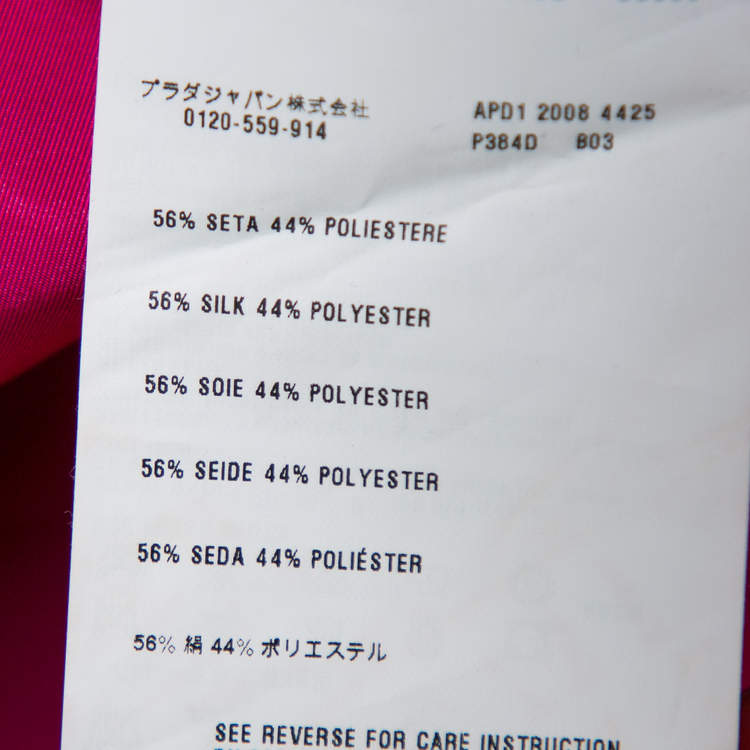 プラダジャパン株式会社
0120-559-914
APD1 2008 4425
P384D B03
56% SETA 44% POLIESTERE
56% SILK 44% POLYESTER
56% SOIE 44% POLYESTER
56% SEIDE 44% POLYESTER
56% SEDA 44% POLIÉSTER
56% 絹 44% ポリエステル
SEE REVERSE FOR CARE INSTRUCTION